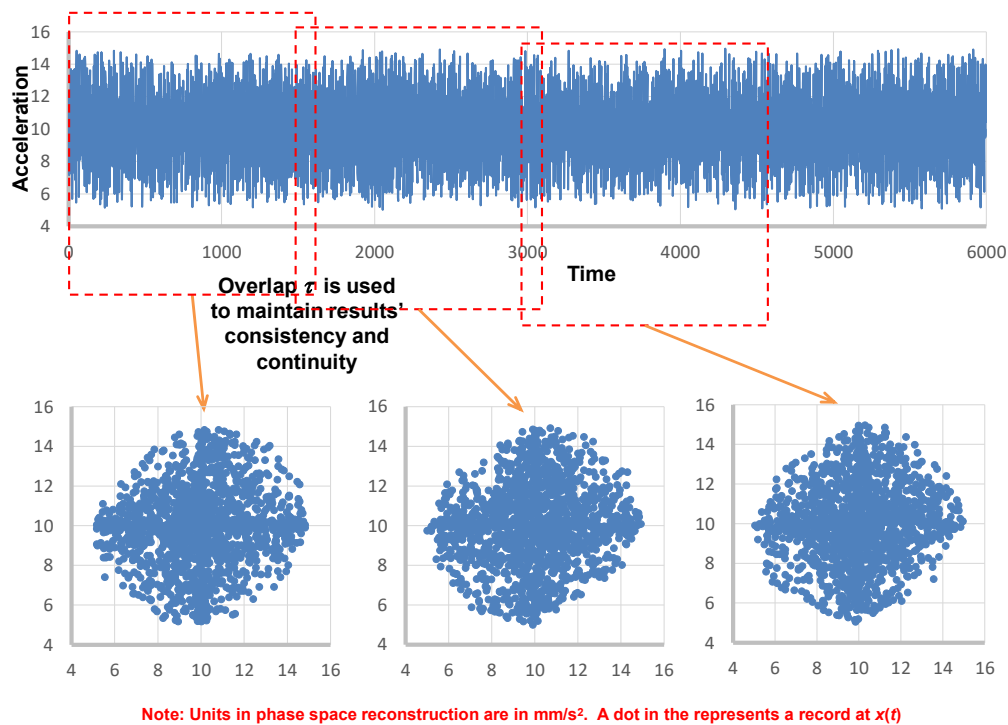 16
14
12
10
8
6
4
Acceleration
0 1000 2000 3000 4000 5000 6000
Time
Overlap τ is used
to maintain results'
consistency and
continuity
16
14
12
10
8
6
4
4 6 8 10 12 14 16
16
14
12
10
8
6
4
4 6 8 10 12 14 16
16
14
12
10
8
6
4
4 6 8 10 12 14 16
Note: Units in phase space reconstruction are in mm/s². A dot in the represents a record at x(t)